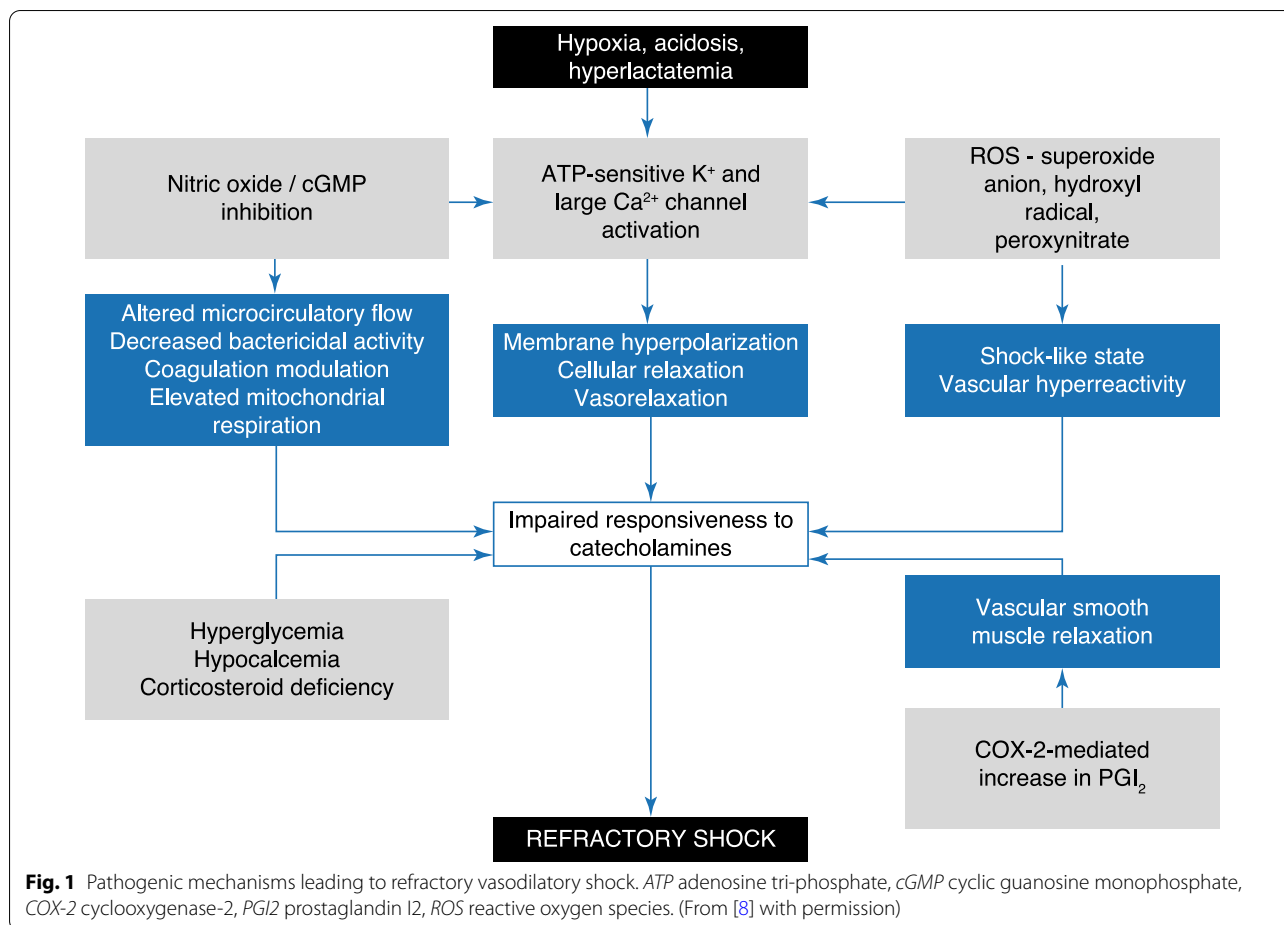 Hypoxia, acidosis,
hyperlactatemia
Nitric oxide / cGMP
inhibition
ATP-sensitive K⁺ and
large Ca²⁺ channel
activation
ROS - superoxide
anion, hydroxyl
radical,
peroxynitrate
Altered microcirculatory flow
Decreased bactericidal activity
Coagulation modulation
Elevated mitochondrial
respiration
Membrane hyperpolarization
Cellular relaxation
Vasorelaxation
Shock-like state
Vascular hyperreactivity
Impaired responsiveness to
catecholamines
Hyperglycemia
Hypocalcemia
Corticosteroid deficiency
Vascular smooth
muscle relaxation
COX-2-mediated
increase in PGI₂
REFRACTORY SHOCK
Fig. 1 Pathogenic mechanisms leading to refractory vasodilatory shock. ATP adenosine tri-phosphate, cGMP cyclic guanosine monophosphate,
COX-2 cyclooxygenase-2, PGI2 prostaglandin I2, ROS reactive oxygen species. (From [8] with permission)